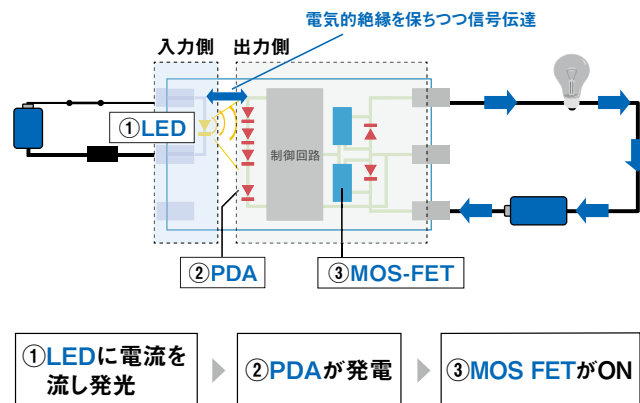 電気的絶縁を保ちつつ信号伝達
入力側 出力側
①LED
制御回路
②PDA
③MOS-FET
①LEDに電流を
流し発光
②PDAが発電
③MOS FETがON